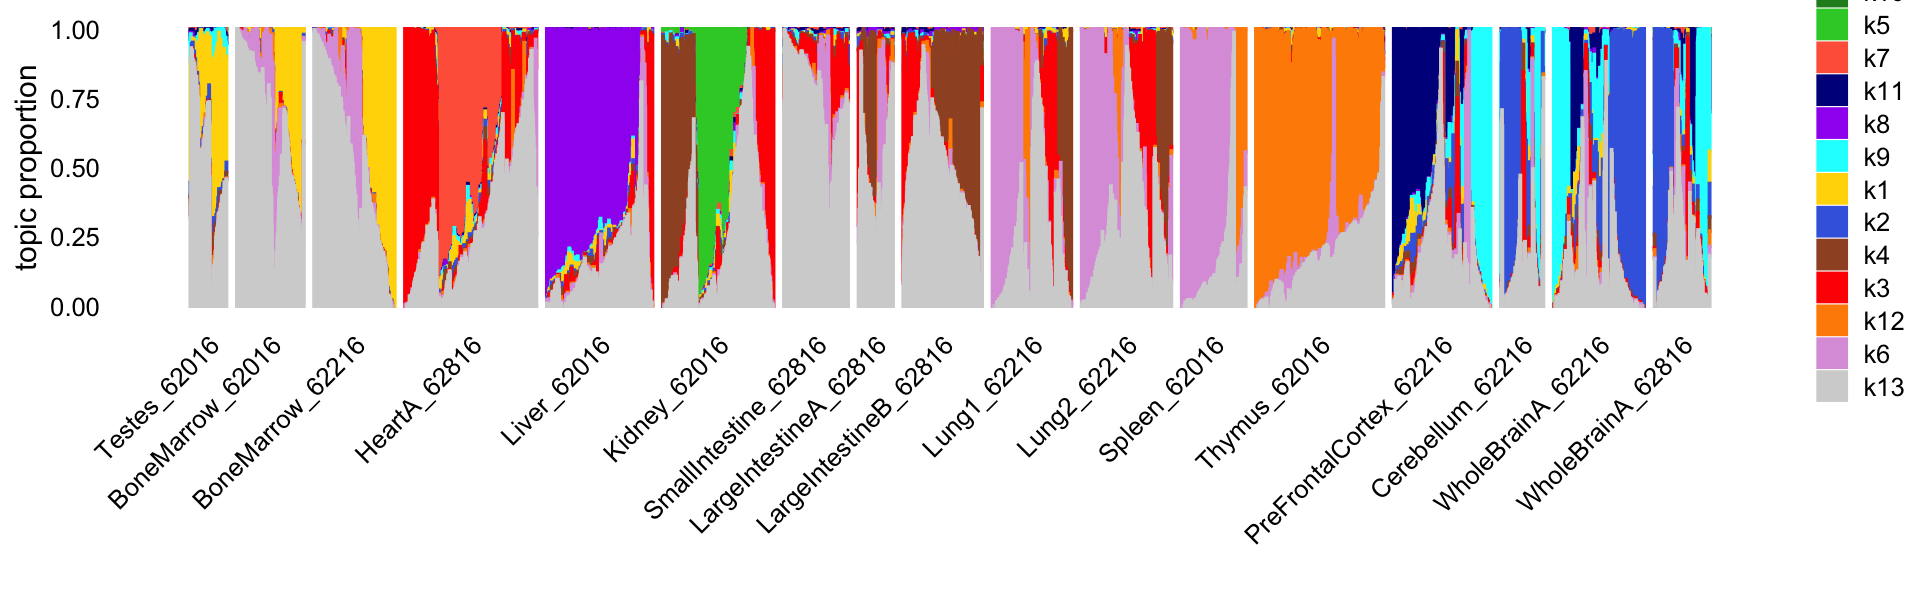 topic proportion
1.00
0.75
0.50
0.25
0.00
Testes_62016
BoneMarrow_62016
BoneMarrow_62216
HeartA_62816
Liver_62016
Kidney_62016
SmallIntestine_62816
LargeIntestineA_62816
LargeIntestineB_62816
Lung1_62216
Lung2_62216
Spleen_62016
Thymus_62016
PreFrontalCortex_62216
Cerebellum_62216
WholeBrainA_62216
WholeBrainA_62816
k5
k7
k11
k8
k9
k1
k2
k4
k3
k12
k6
k13